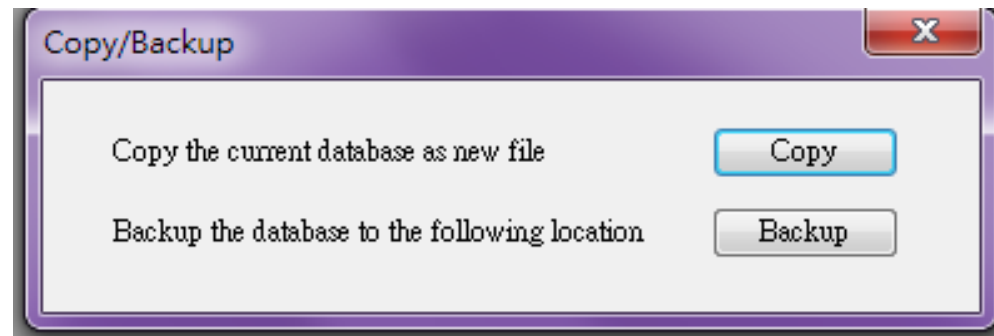 Copy/Backup
Copy the current database as new file
Copy
Backup the database to the following location
Backup